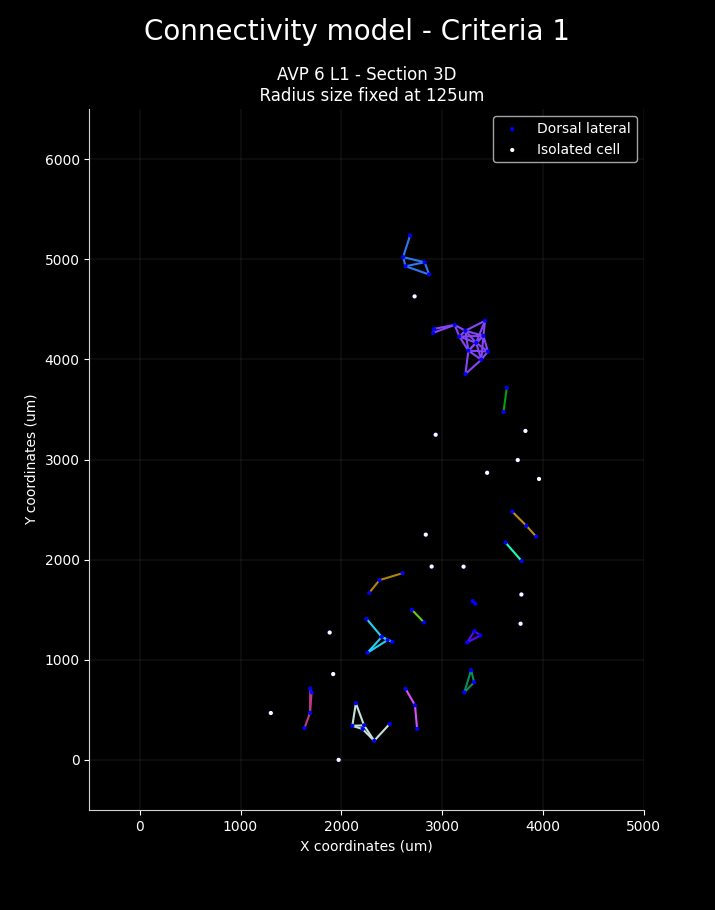 Connectivity model - Criteria 1
AVP 6 L1 - Section 3D
Radius size fixed at 125um
Dorsal lateral
Isolated cell
6000
5000
4000
3000
2000
1000
0
Y coordinates (um)
0 1000 2000 3000 4000 5000
X coordinates (um)